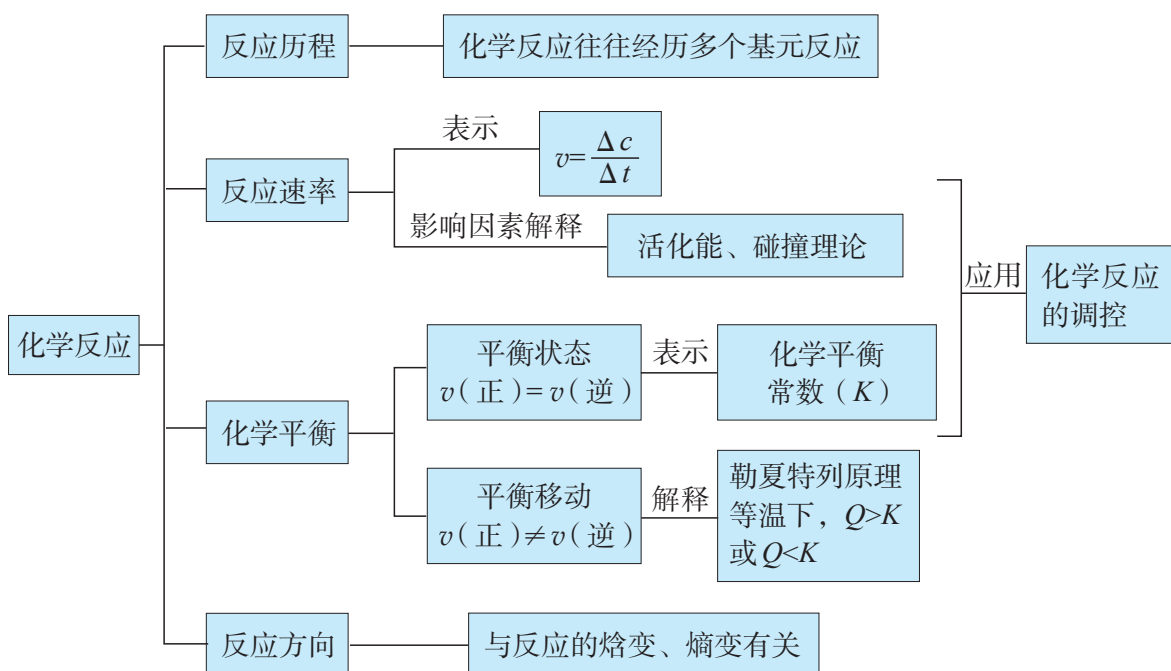 反应历程
化学反应往往经历多个基元反应
表示
v=Δc/Δt
反应速率
影响因素解释
活化能、碰撞理论
应用
化学反应
的调控
化学反应
平衡状态
v(正)=v(逆)
表示
化学平衡
常数(K)
化学平衡
平衡移动
v(正)≠v(逆)
解释
勒夏特列原理
等温下，Q>K
或Q<K
反应方向
与反应的焓变、熵变有关